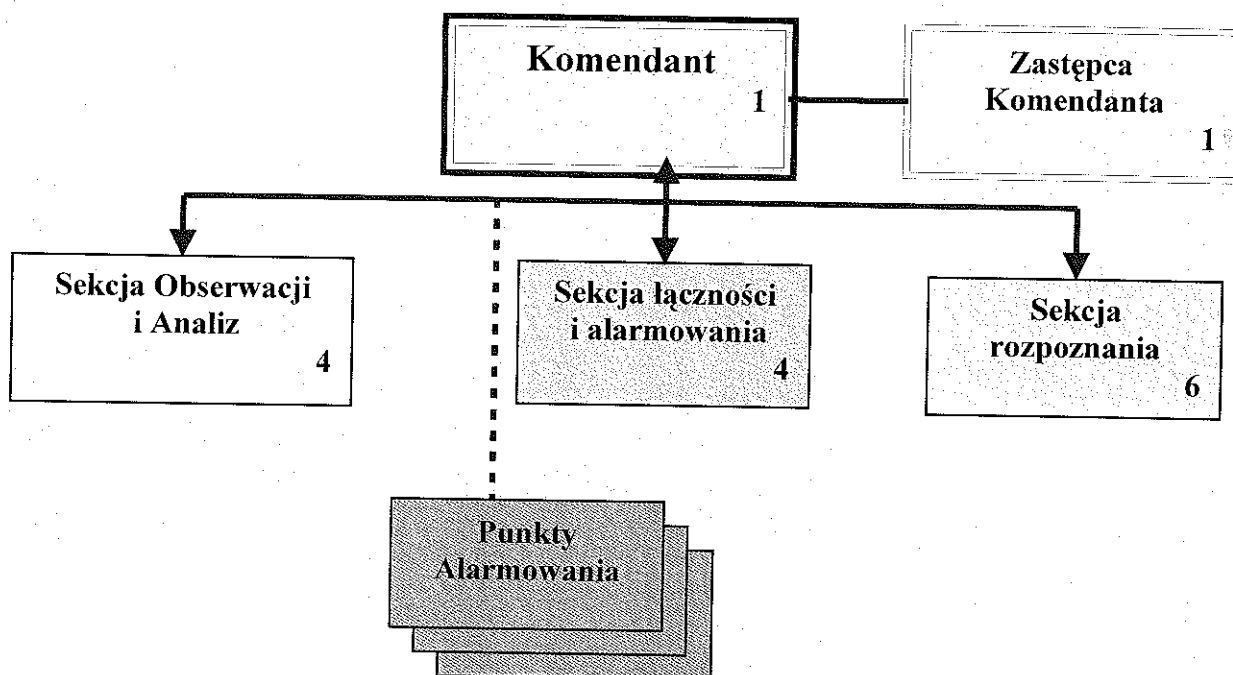 Komendant
1
Zastępca
Komendanta
1
Sekcja Obserwacji
i Analiz
4
Sekcja łączności
i alarmowania
4
Sekcja
rozpoznania
6
Punkty
Alarmowania